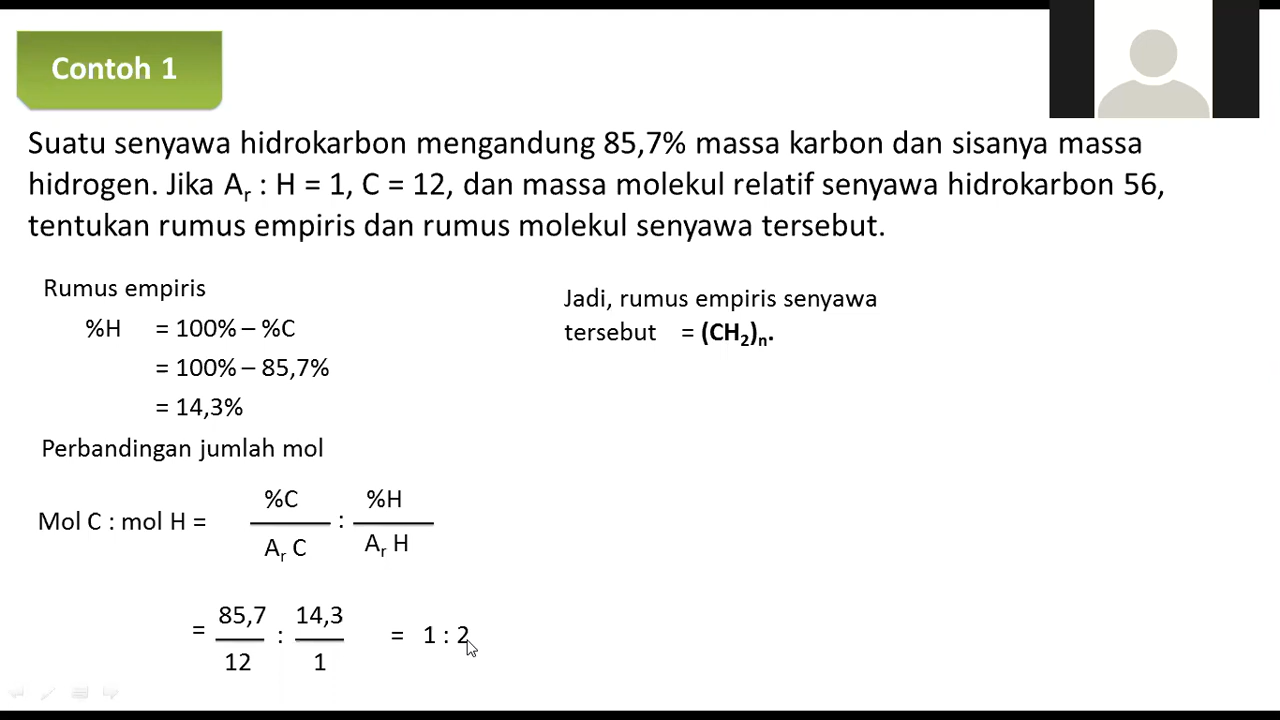 Contoh 1
Suatu senyawa hidrokarbon mengandung 85,7% massa karbon dan sisanya massa
hidrogen. Jika Ar : H = 1, C = 12, dan massa molekul relatif senyawa hidrokarbon 56,
tentukan rumus empiris dan rumus molekul senyawa tersebut.
Rumus empiris
%H = 100% – %C
= 100% – 85,7%
= 14,3%
Perbandingan jumlah mol
Mol C : mol H = %C / Ar C : %H / Ar H
= 85,7 / 12 : 14,3 / 1 = 1 : 2
Jadi, rumus empiris senyawa
tersebut = (CH2)n.